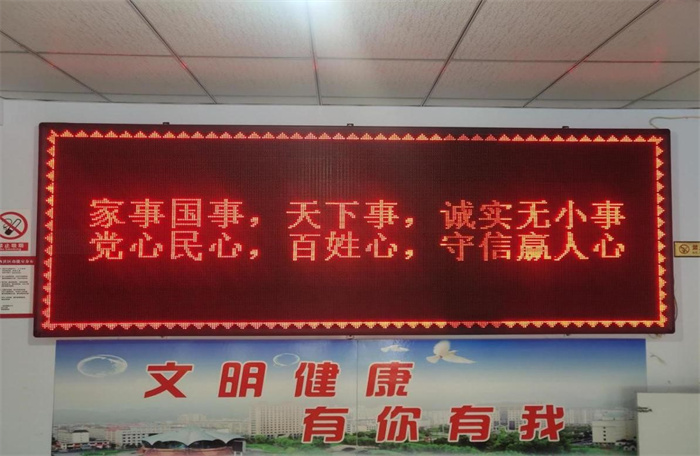 家事国事，天下事，诚实无小事
党心民心，百姓心，守信赢人心
文明健康
有你有我